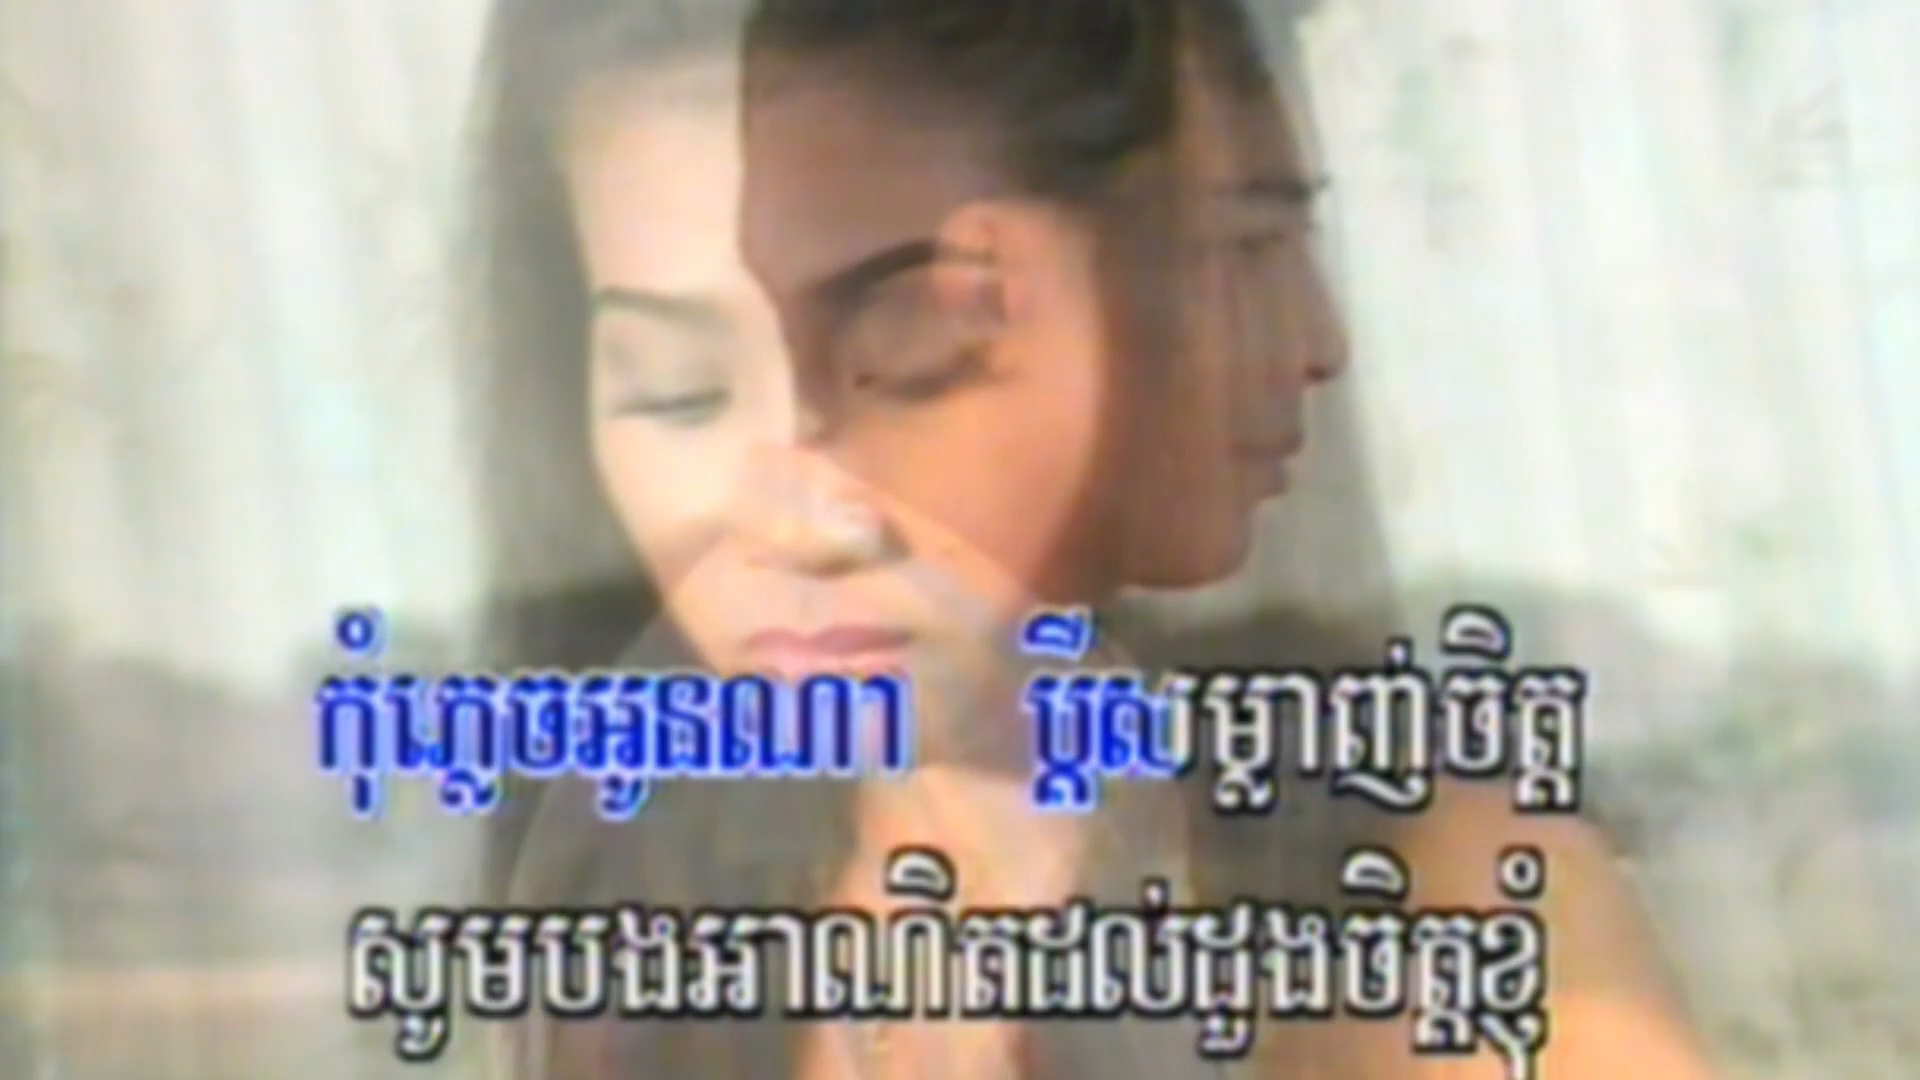 កុំភ្លេចអូនណា ប្ដីសម្លាញ់ចិត្ត
សូមបងអាណិតដល់ដួងចិត្តខ្ញុំ